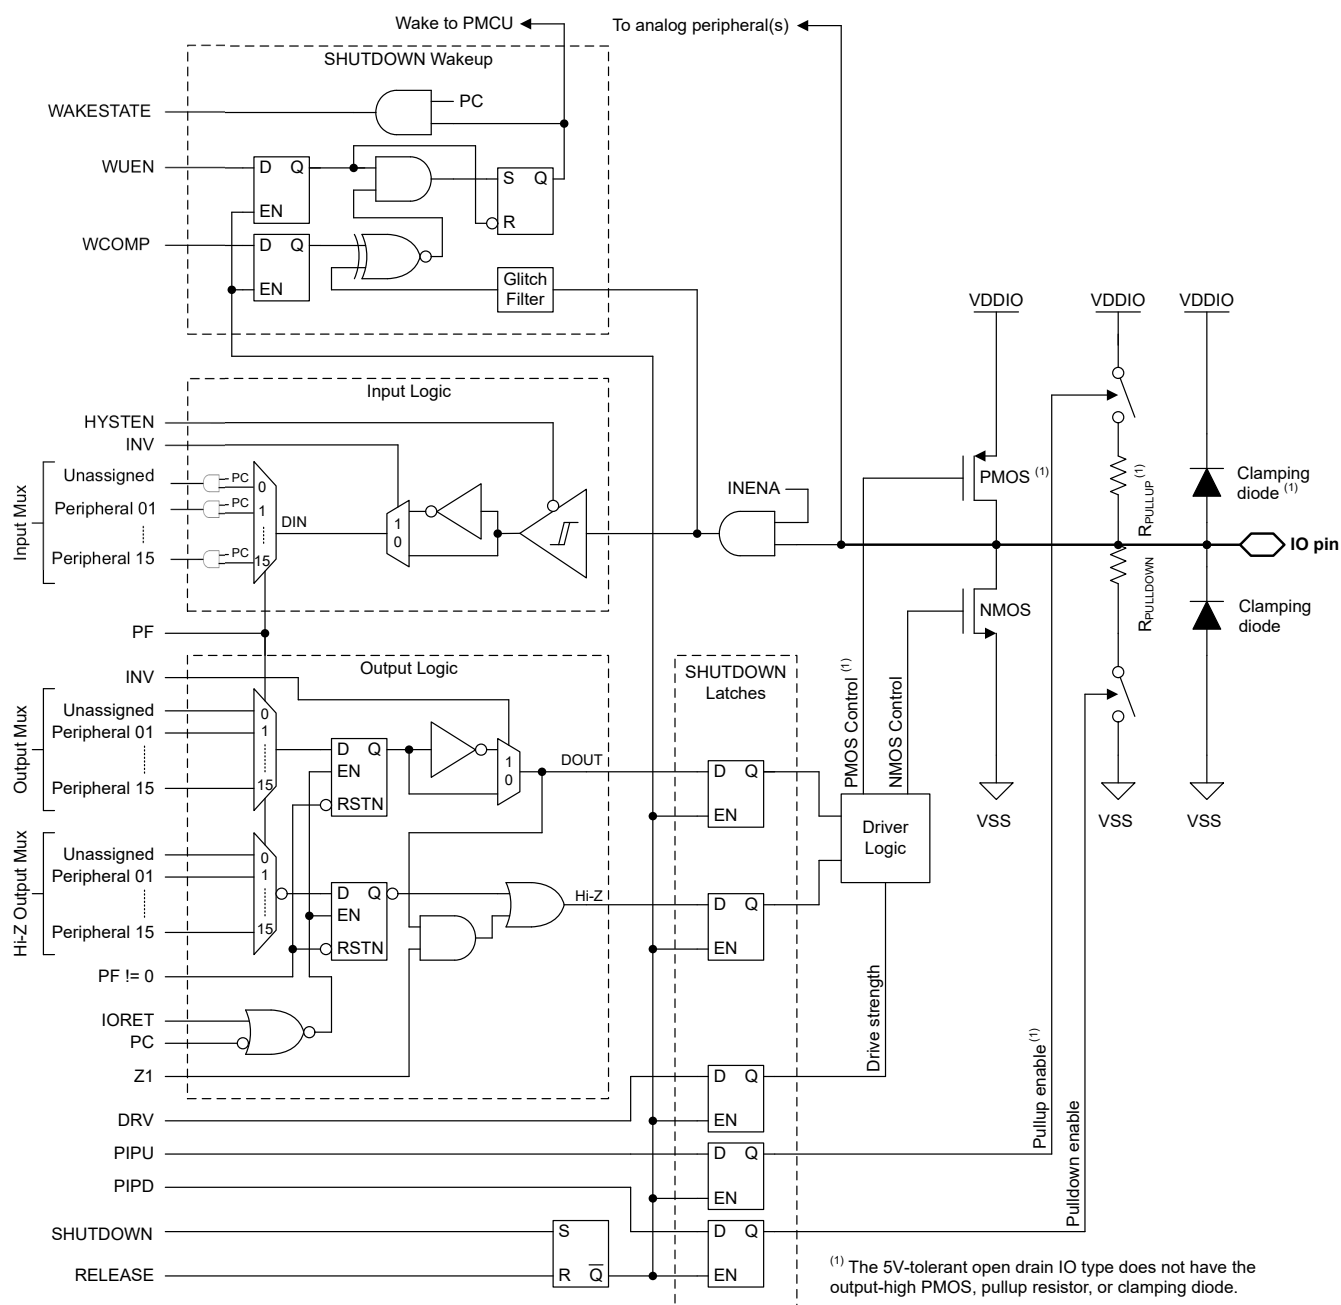 Wake to PMCU
To analog peripheral(s)
SHUTDOWN Wakeup
WAKESTATE
PC
WUEN
D Q
EN
S Q
R
WCOMP
D Q
EN
Glitch
Filter
VDDIO
VDDIO
VDDIO
Input Logic
HYSTEN
INV
Input Mux
Unassigned
PC
0
Peripheral 01
PC
1
DIN
Peripheral 15
PC
15
1
0
INENA
PMOS (1)
RPULLUP (1)
Clamping
diode (1)
IO pin
NMOS
RPULLDOWN
Clamping
diode
PF
Output Logic
INV
Output Mux
Unassigned
0
Peripheral 01
1
Peripheral 15
15
D Q
EN
RSTN
1
0
DOUT
SHUTDOWN
Latches
D Q
EN
PMOS Control (1)
NMOS Control
Driver
Logic
VSS
VSS
VSS
Hi-Z Output Mux
Unassigned
0
Peripheral 01
1
Peripheral 15
15
D Q
EN
RSTN
Hi-Z
D Q
EN
PF != 0
IORET
PC
Z1
Drive strength
DRV
D Q
EN
PIPU
D Q
EN
Pullup enable (1)
PIPD
Pulldown enable
SHUTDOWN
S
RELEASE
R Q̅
D Q
EN
(1) The 5V-tolerant open drain IO type does not have the
output-high PMOS, pullup resistor, or clamping diode.